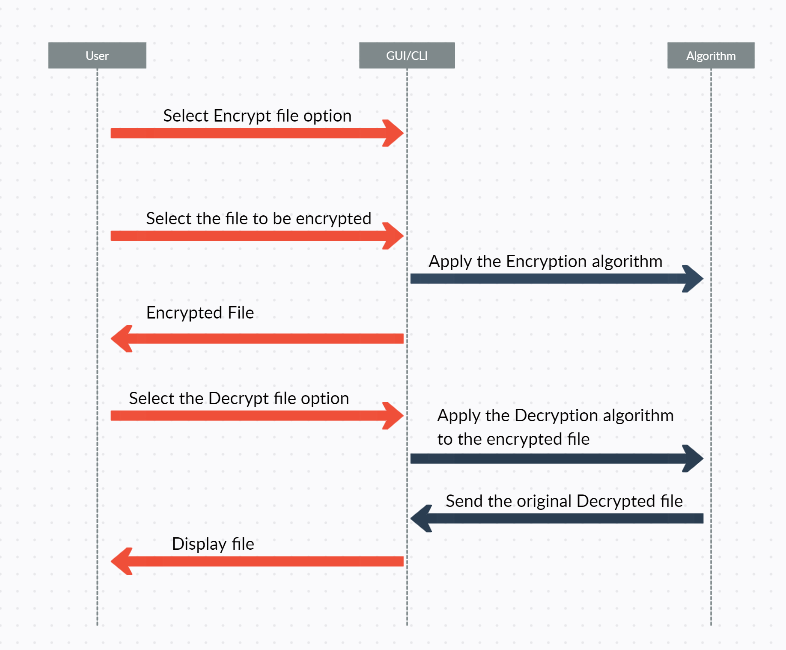 User
GUI/CLI
Algorithm
Select Encrypt file option
Select the file to be encrypted
Apply the Encryption algorithm
Encrypted File
Select the Decrypt file option
Apply the Decryption algorithm
to the encrypted file
Send the original Decrypted file
Display file